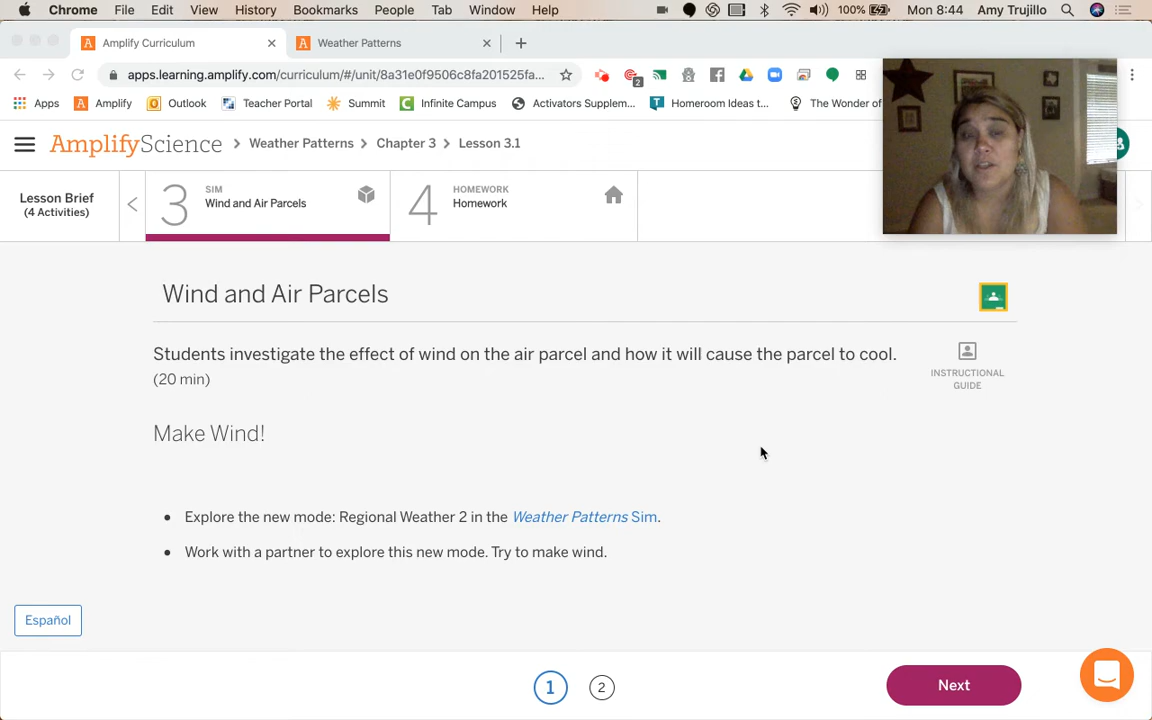 Chrome File Edit View History Bookmarks People Tab Window Help 100% Mon 8:44 Amy Trujillo
Amplify Curriculum Weather Patterns
apps.learning.amplify.com/curriculum/#/unit/8a31e0f9506c8fa201525fa... 2
Apps Amplify Outlook Teacher Portal Summit Infinite Campus Activators Supplem... Homeroom Ideas t... The Wonder of
AmplifyScience > Weather Patterns > Chapter 3 > Lesson 3.1
Lesson Brief
(4 Activities)
3 SIM
Wind and Air Parcels
4 HOMEWORK
Homework
Wind and Air Parcels
Students investigate the effect of wind on the air parcel and how it will cause the parcel to cool.
(20 min)
INSTRUCTIONAL
GUIDE
Make Wind!
• Explore the new mode: Regional Weather 2 in the Weather Patterns Sim.
• Work with a partner to explore this new mode. Try to make wind.
Español
1 2 Next